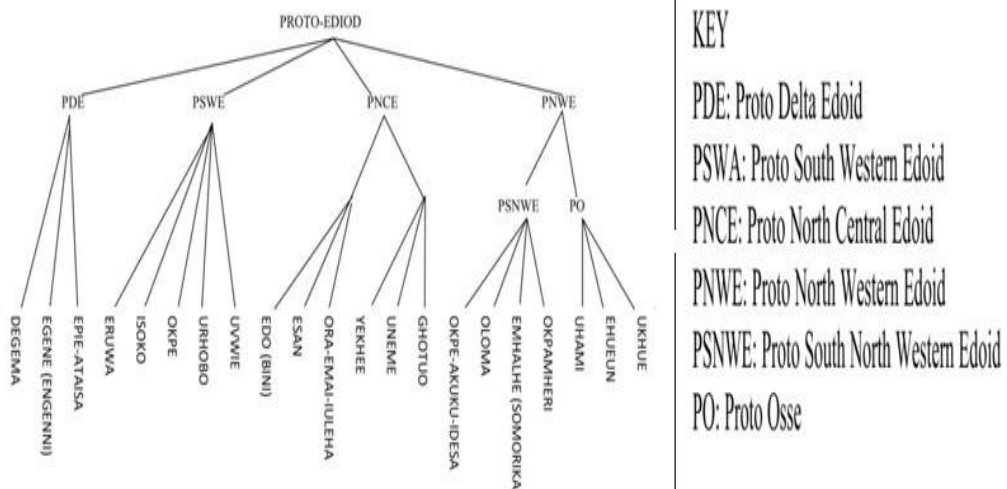 PROTO-EDIOD
PDE
PSWE
PNCE
PNWE
PSNWE
PO
DEGEMA
EGENE (ENGENNI)
EPIE-ATAISA
ERUWA
ISOKO
OKPE
URHOBO
UVWIE
EDO (BINI)
ESAN
ORA-EMAI-IULEHA
YEKHEE
UNEME
GHOTUO
OKPE-AKUKU-IDESA
OLOMA
EMHALHE (SOMORIKA
OKPAMHERI
UHAMI
EHUEUN
UKHUE
KEY
PDE: Proto Delta Edoid
PSWA: Proto South Western Edoid
PNCE: Proto North Central Edoid
PNWE: Proto North Western Edoid
PSNWE: Proto South North Western Edoid
PO: Proto Osse